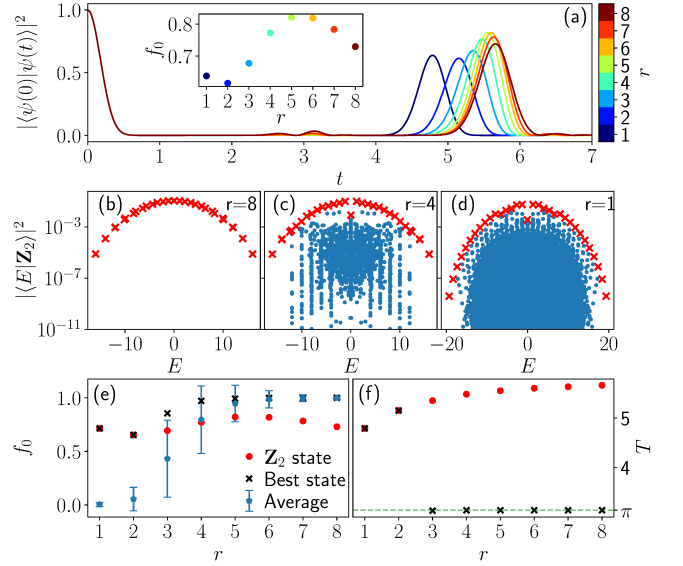 |⟨ψ(0)|ψ(t)⟩|²
1.0
0.5
0.0
0 1 2 3 4 5 6 7
t
(a)
f₀
0.8
0.7
1 2 3 4 5 6 7 8
r
8
7
6
5
4
3
2
1
r
|⟨E|Z₂⟩|²
10⁻³
10⁻⁷
10⁻¹¹
(b) r=8
−10 0 10
E
(c) r=4
−10 0 10
E
(d) r=1
−20 0 20
E
(e)
f₀
1.0
0.5
0.0
Z₂ state
Best state
Average
1 2 3 4 5 6 7 8
r
(f)
5
4
π
T
1 2 3 4 5 6 7 8
r